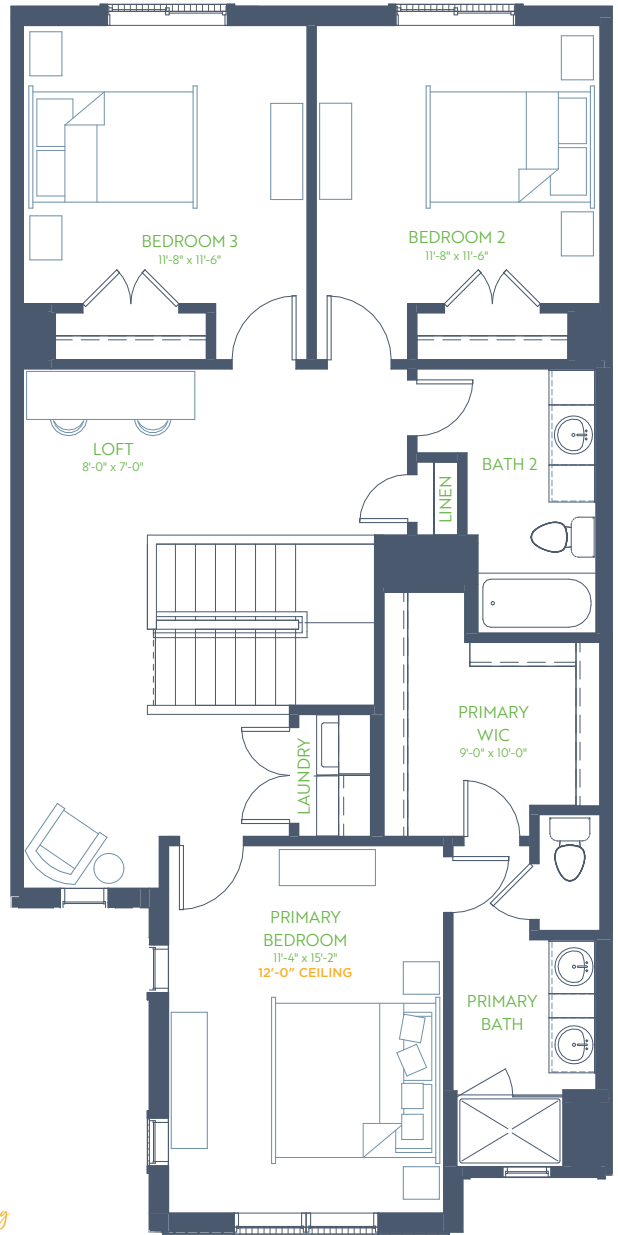 BEDROOM 3
11'-8" x 11'-6"
BEDROOM 2
11'-8" x 11'-6"
LOFT
8'-0" x 7'-0"
BATH 2
LINEN
PRIMARY
WIC
9'-0" x 10'-0"
LAUNDRY
PRIMARY
BEDROOM
11'-4" x 15'-2"
12'-0" CEILING
PRIMARY
BATH